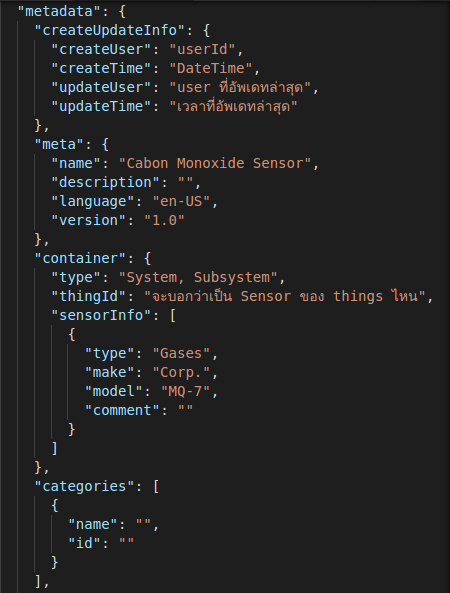 "metadata": {
"createUpdateInfo": {
"createUser": "userId",
"createTime": "DateTime",
"updateUser": "user ที่อัพเดทล่าสุด",
"updateTime": "เวลาที่อัพเดทล่าสุด"
},
"meta": {
"name": "Cabon Monoxide Sensor",
"description": "",
"language": "en-US",
"version": "1.0"
},
"container": {
"type": "System, Subsystem",
"thingId": "จะบอกว่าเป็น Sensor ของ things ไหน",
"sensorInfo": [
{
"type": "Gases",
"make": "Corp.",
"model": "MQ-7",
"comment": ""
}
]
},
"categories": [
{
"name": "",
"id": ""
}
],